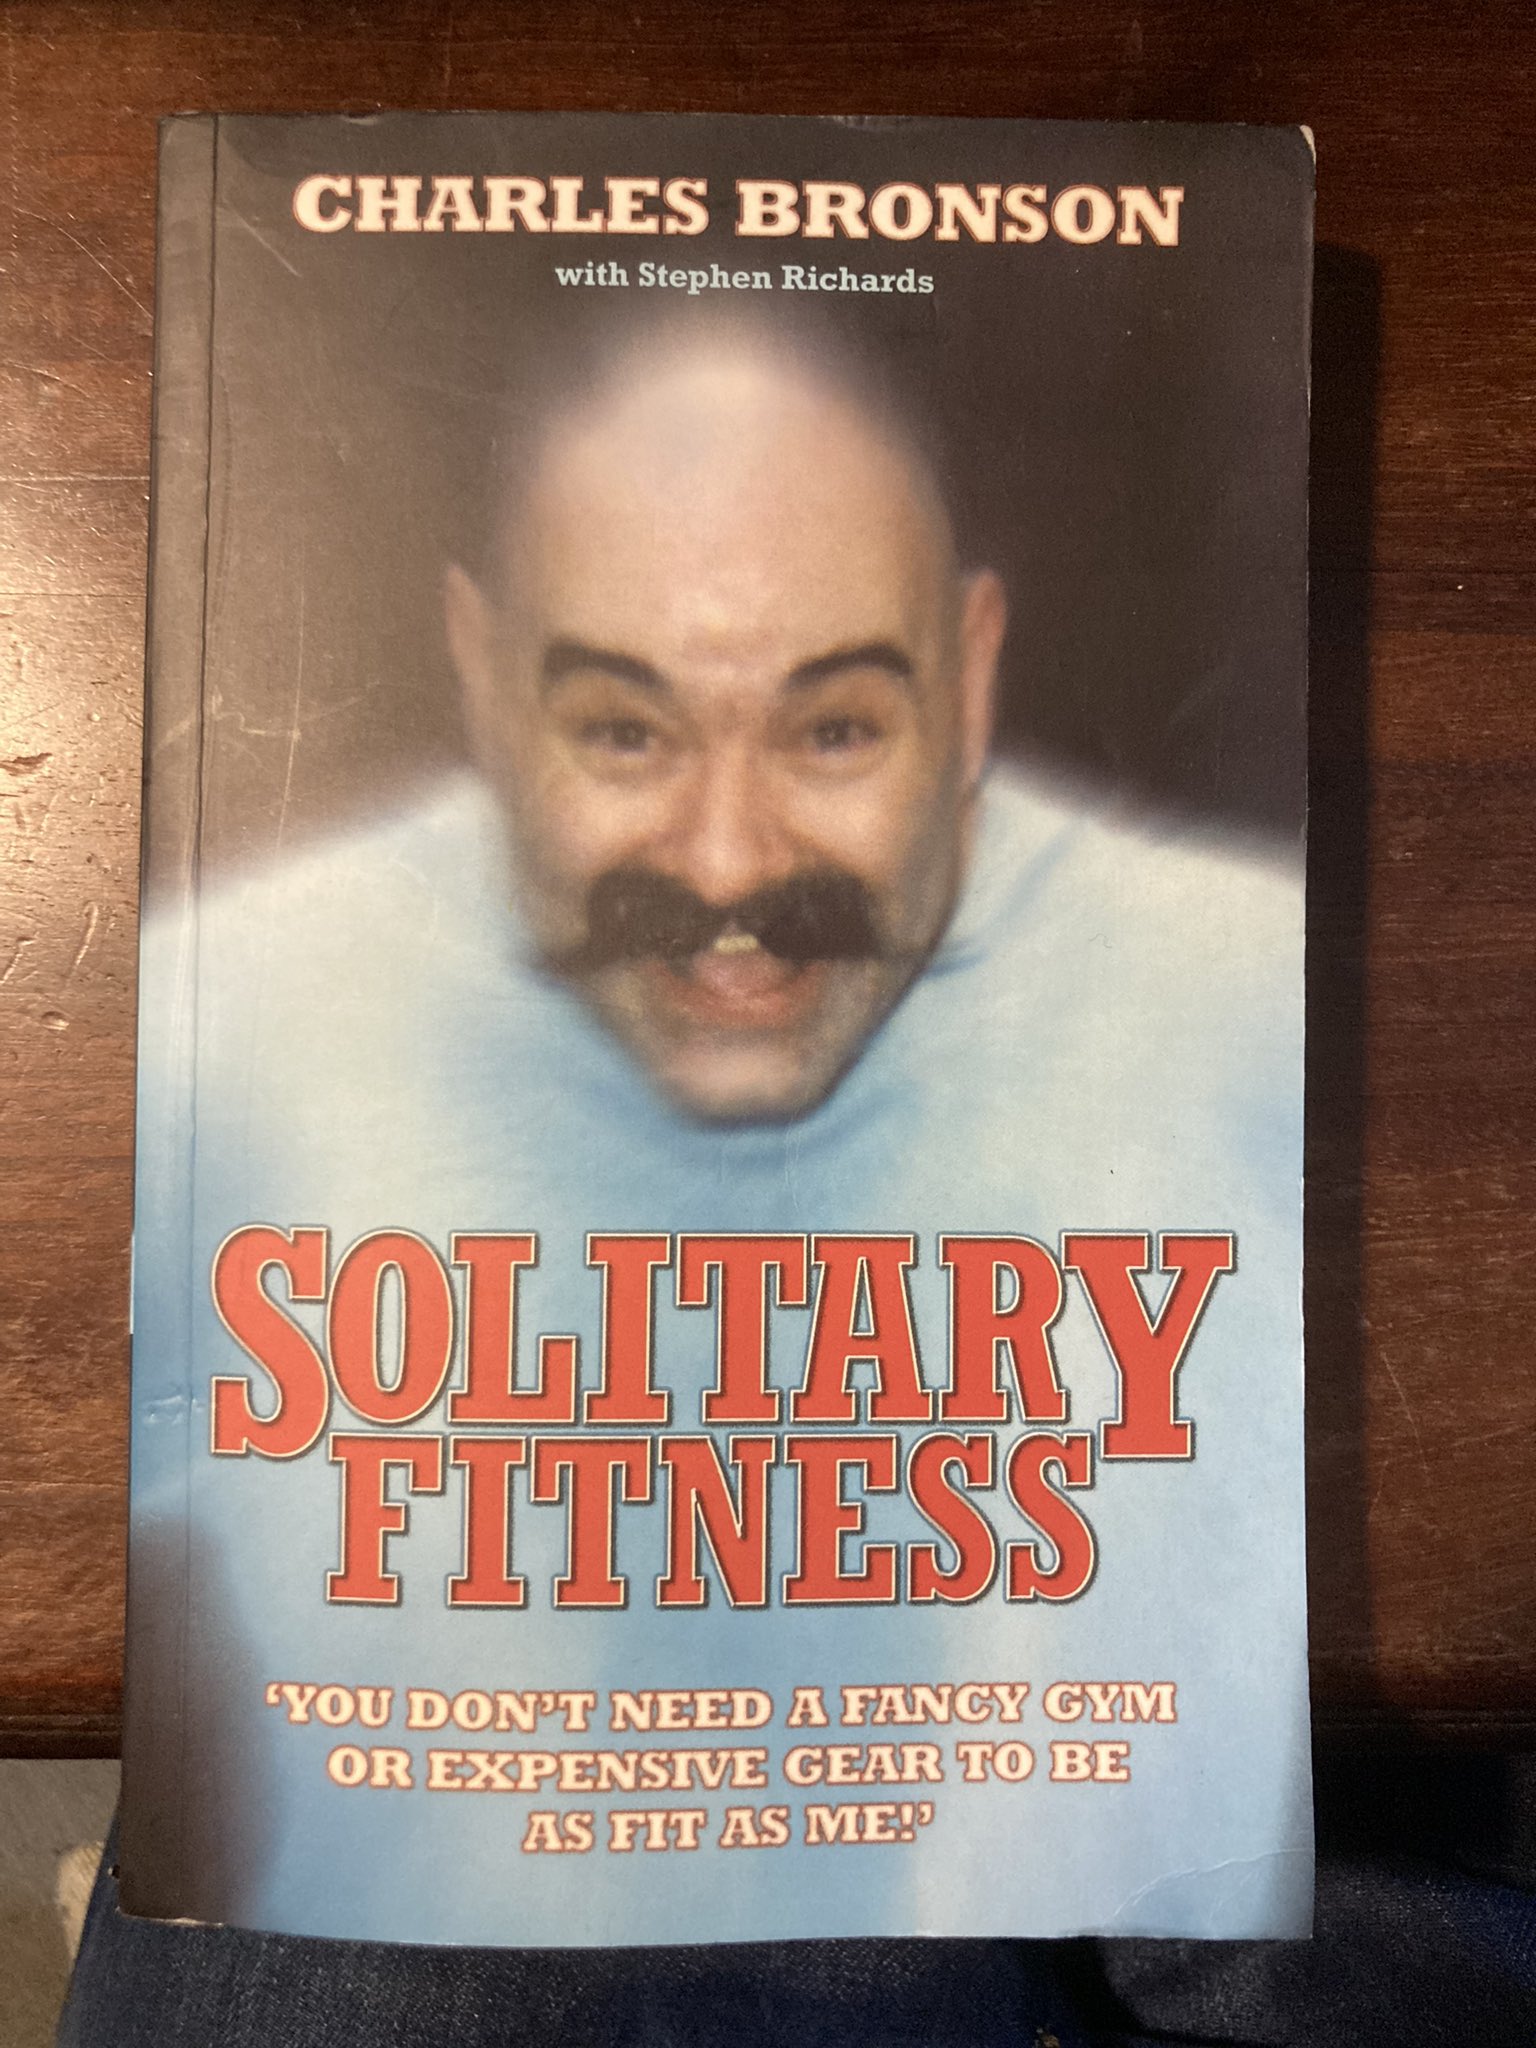 CHARLES BRONSON
with Stephen Richards
SOLITARY
FITNESS
‘YOU DON’T NEED A FANCY GYM
OR EXPENSIVE GEAR TO BE
AS FIT AS ME!’